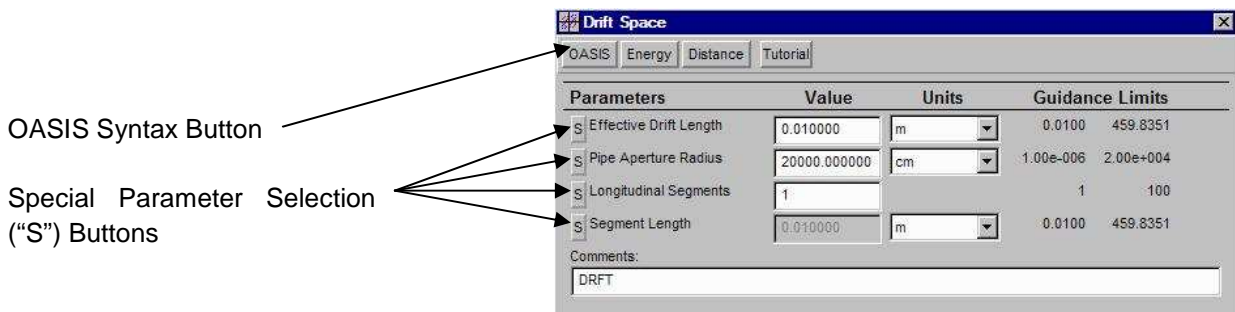 Drift Space
OASIS Energy Distance Tutorial
Parameters Value Units Guidance Limits
S Effective Drift Length 0.010000 m 0.0100 459.8351
S Pipe Aperture Radius 20000.000000 cm 1.00e-006 2.00e+004
S Longitudinal Segments 1 1 100
S Segment Length 0.010000 m 0.0100 459.8351
Comments:
DRFT
OASIS Syntax Button
Special Parameter Selection
(“S”) Buttons